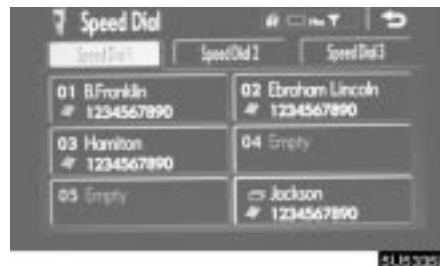 Speed Dial
Speed Dial 1 Speed Dial 2 Speed Dial 3
01 B.Franklin 02 Ebraham Lincoln
1234567890 1234567890
03 Hamiton 04 Empty
1234567890
05 Empty Jackson
1234567890